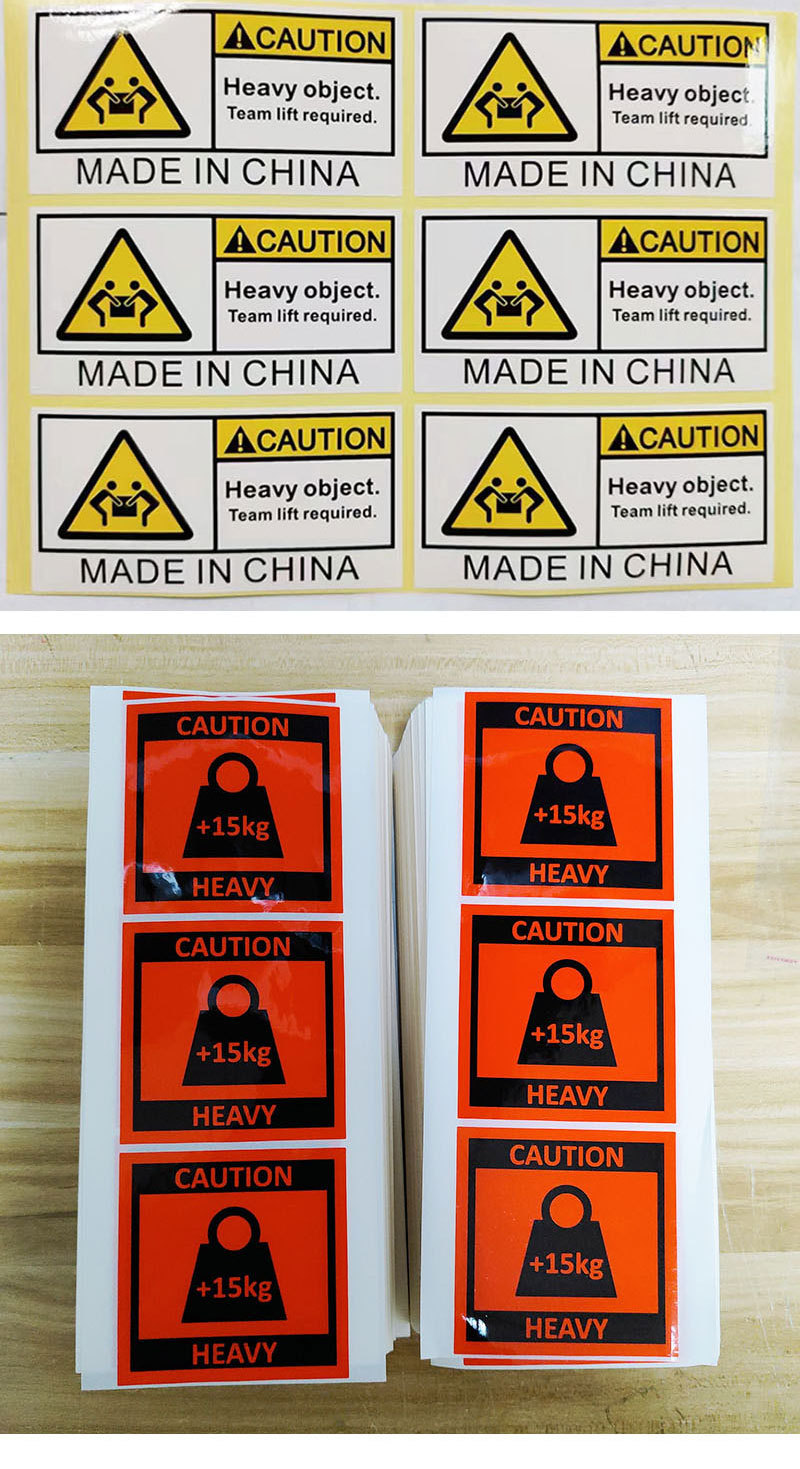 CAUTION
Heavy object.
Team lift required.
MADE IN CHINA
CAUTION
Heavy object.
Team lift required.
MADE IN CHINA
CAUTION
Heavy object.
Team lift required.
MADE IN CHINA
CAUTION
Heavy object.
Team lift required.
MADE IN CHINA
CAUTION
Heavy object.
Team lift required.
MADE IN CHINA
CAUTION
Heavy object.
Team lift required.
MADE IN CHINA
CAUTION
+15kg
HEAVY
CAUTION
+15kg
HEAVY
CAUTION
+15kg
HEAVY
CAUTION
+15kg
HEAVY
CAUTION
+15kg
HEAVY
CAUTION
+15kg
HEAVY